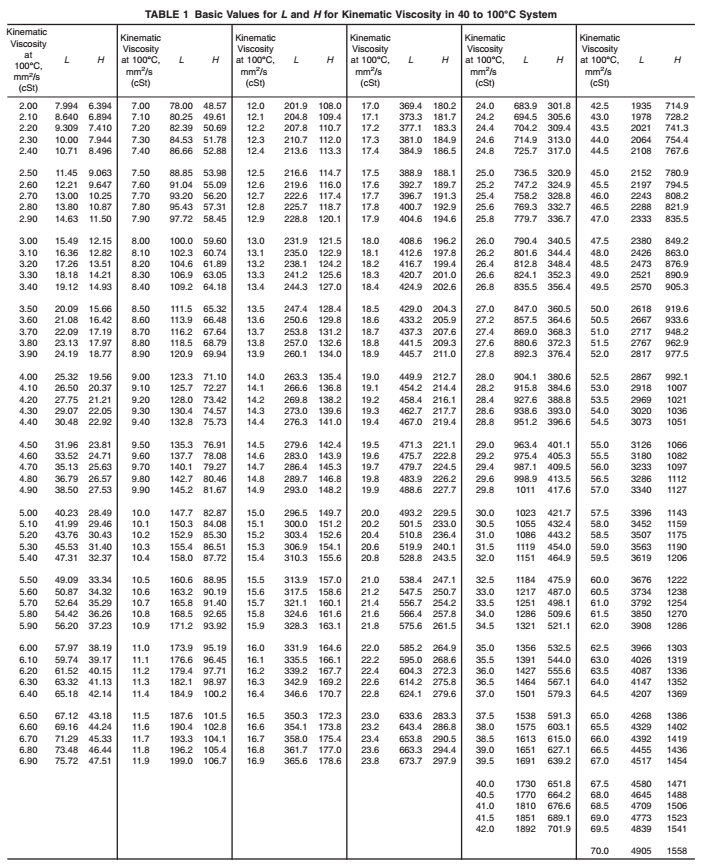 TABLE 1 Basic Values for L and H for Kinematic Viscosity in 40 to 100°C System
Kinematic Viscosity at 100°C, mm²/s (cSt) L H Kinematic Viscosity at 100°C, mm²/s (cSt) L H Kinematic Viscosity at 100°C, mm²/s (cSt) L H Kinematic Viscosity at 100°C, mm²/s (cSt) L H Kinematic Viscosity at 100°C, mm²/s (cSt) L H Kinematic Viscosity at 100°C, mm²/s (cSt) L H
2.00 7.994 6.394 7.00 78.00 48.57 12.0 201.9 108.0 17.0 369.4 180.2 24.0 683.9 301.8 42.5 1935 714.9
2.10 8.640 6.894 7.10 80.25 49.61 12.1 204.8 109.4 17.1 373.3 181.7 24.2 694.5 305.6 43.0 1978 728.2
2.20 9.309 7.410 7.20 82.39 50.69 12.2 207.8 110.7 17.2 377.1 183.3 24.4 704.2 309.4 43.5 2021 741.3
2.30 10.00 7.944 7.30 84.53 51.78 12.3 210.7 112.0 17.3 381.0 184.9 24.6 714.9 313.0 44.0 2064 754.4
2.40 10.71 8.496 7.40 86.66 52.88 12.4 213.6 113.3 17.4 384.9 186.5 24.8 725.7 317.0 44.5 2108 767.6
2.50 11.45 9.063 7.50 88.85 53.98 12.5 216.6 114.7 17.5 388.9 188.1 25.0 736.5 320.9 45.0 2152 780.9
2.60 12.21 9.647 7.60 91.04 55.09 12.6 219.6 116.0 17.6 392.7 189.7 25.2 747.2 324.9 45.5 2197 794.5
2.70 13.00 10.25 7.70 93.20 56.20 12.7 222.6 117.4 17.7 396.7 191.3 25.4 758.2 328.8 46.0 2243 808.2
2.80 13.80 10.87 7.80 95.43 57.31 12.8 225.7 118.7 17.8 400.7 192.9 25.6 769.3 332.7 46.5 2288 821.9
2.90 14.63 11.50 7.90 97.72 58.45 12.9 228.8 120.1 17.9 404.6 194.6 25.8 779.7 336.7 47.0 2333 835.5
3.00 15.49 12.15 8.00 100.0 59.60 13.0 231.9 121.5 18.0 408.6 196.2 26.0 790.4 340.5 47.5 2380 849.2
3.10 16.36 12.82 8.10 102.3 60.74 13.1 235.0 122.9 18.1 412.6 197.8 26.2 801.6 344.4 48.0 2426 863.0
3.20 17.26 13.51 8.20 104.6 61.89 13.2 238.1 124.2 18.2 416.7 199.4 26.4 812.8 348.4 48.5 2473 876.9
3.30 18.18 14.21 8.30 106.9 63.05 13.3 241.2 125.6 18.3 420.7 201.0 26.6 824.1 352.3 49.0 2521 890.9
3.40 19.12 14.93 8.40 109.2 64.18 13.4 244.3 127.0 18.4 424.9 202.6 26.8 835.5 356.4 49.5 2570 905.3
3.50 20.09 15.66 8.50 111.5 65.32 13.5 247.4 128.4 18.5 429.0 204.3 27.0 847.0 360.5 50.0 2618 919.6
3.60 21.08 16.42 8.60 113.9 66.48 13.6 250.6 129.8 18.6 433.2 205.9 27.2 857.5 364.6 50.5 2667 933.6
3.70 22.09 17.19 8.70 116.2 67.64 13.7 253.8 131.2 18.7 437.3 207.6 27.4 869.0 368.3 51.0 2717 948.2
3.80 23.13 17.97 8.80 118.5 68.79 13.8 257.0 132.6 18.8 441.5 209.3 27.6 880.6 372.3 51.5 2767 962.9
3.90 24.19 18.77 8.90 120.9 69.94 13.9 260.1 134.0 18.9 445.7 211.0 27.8 892.3 376.4 52.0 2817 977.5
4.00 25.32 19.56 9.00 123.3 71.10 14.0 263.3 135.4 19.0 449.9 212.7 28.0 904.1 380.6 52.5 2867 992.1
4.10 26.50 20.37 9.10 125.7 72.27 14.1 266.6 136.8 19.1 454.2 214.4 28.2 915.8 384.6 53.0 2918 1007
4.20 27.75 21.21 9.20 128.0 73.42 14.2 269.8 138.2 19.2 458.4 216.1 28.4 927.6 388.8 53.5 2969 1021
4.30 29.07 22.05 9.30 130.4 74.57 14.3 273.0 139.6 19.3 462.7 217.7 28.6 938.6 393.0 54.0 3020 1036
4.40 30.48 22.92 9.40 132.8 75.73 14.4 276.3 141.0 19.4 467.0 219.4 28.8 951.2 396.6 54.5 3073 1051
4.50 31.96 23.81 9.50 135.3 76.91 14.5 279.6 142.4 19.5 471.3 221.1 29.0 963.4 401.1 55.0 3126 1066
4.60 33.52 24.71 9.60 137.7 78.08 14.6 283.0 143.9 19.6 475.7 222.8 29.2 975.4 405.3 55.5 3180 1082
4.70 35.13 25.63 9.70 140.1 79.27 14.7 286.4 145.3 19.7 479.7 224.5 29.4 987.1 409.5 56.0 3233 1097
4.80 36.79 26.57 9.80 142.7 80.46 14.8 289.7 146.8 19.8 483.9 226.2 29.6 998.9 413.5 56.5 3286 1112
4.90 38.50 27.53 9.90 145.2 81.67 14.9 293.0 148.2 19.9 488.6 227.7 29.8 1011 417.6 57.0 3340 1127
5.00 40.23 28.49 10.0 147.7 82.87 15.0 296.5 149.7 20.0 493.2 229.5 30.0 1023 421.7 57.5 3396 1143
5.10 41.99 29.46 10.1 150.3 84.08 15.1 300.0 151.2 20.2 501.5 233.0 30.5 1055 432.4 58.0 3452 1159
5.20 43.76 30.43 10.2 152.9 85.30 15.2 303.4 152.6 20.4 510.8 236.4 31.0 1086 443.2 58.5 3507 1175
5.30 45.53 31.40 10.3 155.4 86.51 15.3 306.9 154.1 20.6 519.9 240.1 31.5 1119 454.0 59.0 3563 1190
5.40 47.31 32.37 10.4 158.0 87.72 15.4 310.3 155.6 20.8 528.8 243.5 32.0 1151 464.9 59.5 3619 1206
5.50 49.09 33.34 10.5 160.6 88.95 15.5 313.9 157.0 21.0 538.4 247.1 32.5 1184 475.9 60.0 3676 1222
5.60 50.87 34.32 10.6 163.2 90.19 15.6 317.5 158.6 21.2 547.5 250.7 33.0 1217 487.0 60.5 3734 1238
5.70 52.64 35.29 10.7 165.8 91.40 15.7 321.1 160.1 21.4 556.7 254.2 33.5 1251 498.1 61.0 3792 1254
5.80 54.42 36.26 10.8 168.5 92.65 15.8 324.6 161.6 21.6 566.4 257.8 34.0 1286 509.6 61.5 3850 1270
5.90 56.20 37.23 10.9 171.2 93.92 15.9 328.3 163.1 21.8 575.6 261.5 34.5 1321 521.1 62.0 3908 1286
6.00 57.97 38.19 11.0 173.9 95.19 16.0 331.9 164.6 22.0 585.2 264.9 35.0 1356 532.5 62.5 3966 1303
6.10 59.74 39.17 11.1 176.6 96.45 16.1 335.5 166.1 22.2 595.0 268.6 35.5 1391 544.0 63.0 4026 1319
6.20 61.52 40.15 11.2 179.4 97.71 16.2 339.2 167.7 22.4 604.3 272.3 36.0 1427 555.6 63.5 4087 1336
6.30 63.32 41.13 11.3 182.1 98.97 16.3 342.9 169.2 22.6 614.2 275.8 36.5 1464 567.1 64.0 4147 1352
6.40 65.18 42.14 11.4 184.9 100.2 16.4 346.6 170.7 22.8 624.1 279.6 37.0 1501 579.3 64.5 4207 1369
6.50 67.12 43.18 11.5 187.6 101.5 16.5 350.3 172.3 23.0 633.6 283.3 37.5 1538 591.3 65.0 4268 1386
6.60 69.16 44.24 11.6 190.4 102.8 16.6 354.1 173.8 23.2 643.4 286.8 38.0 1575 603.1 65.5 4329 1402
6.70 71.29 45.33 11.7 193.3 104.1 16.7 358.0 175.4 23.4 653.8 290.5 38.5 1613 615.0 66.0 4392 1419
6.80 73.48 46.44 11.8 196.2 105.4 16.8 361.7 177.0 23.6 663.3 294.4 39.0 1651 627.1 66.5 4455 1436
6.90 75.72 47.51 11.9 199.0 106.7 16.9 365.6 178.6 23.8 673.7 297.9 39.5 1691 639.2 67.0 4517 1454
40.0 1730 651.8 67.5 4580 1471
40.5 1770 664.2 68.0 4645 1488
41.0 1810 676.6 68.5 4709 1506
41.5 1851 689.1 69.0 4773 1523
42.0 1892 701.9 69.5 4839 1541
70.0 4905 1558